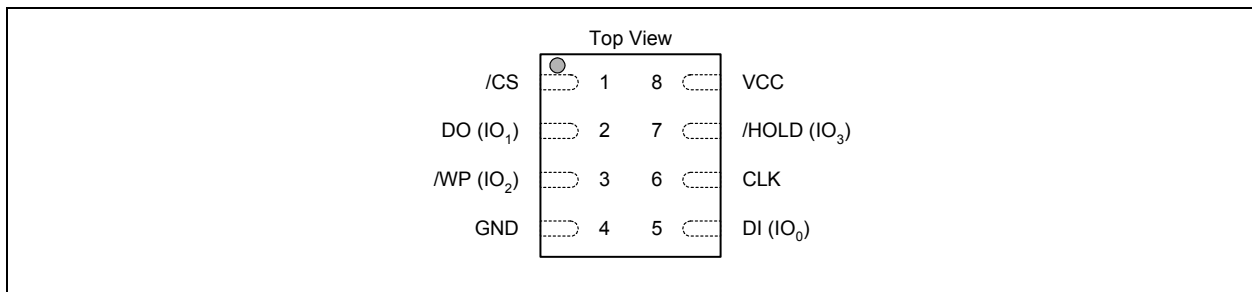 Top View
/CS 1 8 VCC
DO (IO₁) 2 7 /HOLD (IO₃)
/WP (IO₂) 3 6 CLK
GND 4 5 DI (IO₀)